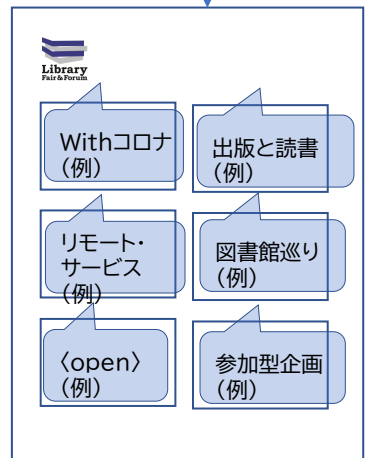 Library
Fair&Forum
Withコロナ
(例)
出版と読書
(例)
リモート・
サービス
(例)
図書館巡り
(例)
〈open〉
(例)
参加型企画
(例)